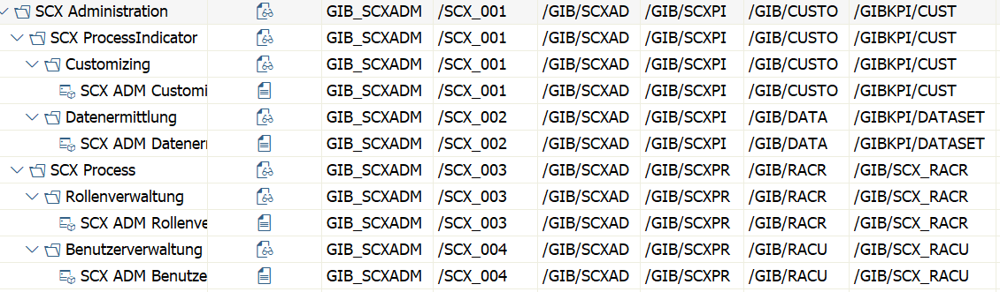 SCX Administration GIB_SCXADM /SCX_001 /GIB/SCXAD /GIB/SCXPI /GIB/CUSTO /GIBKPI/CUST
SCX ProcessIndicator GIB_SCXADM /SCX_001 /GIB/SCXAD /GIB/SCXPI /GIB/CUSTO /GIBKPI/CUST
Customizing GIB_SCXADM /SCX_001 /GIB/SCXAD /GIB/SCXPI /GIB/CUSTO /GIBKPI/CUST
SCX ADM Customi GIB_SCXADM /SCX_001 /GIB/SCXAD /GIB/SCXPI /GIB/CUSTO /GIBKPI/CUST
Datenermittlung GIB_SCXADM /SCX_002 /GIB/SCXAD /GIB/SCXPI /GIB/DATA /GIBKPI/DATASET
SCX ADM Datener GIB_SCXADM /SCX_002 /GIB/SCXAD /GIB/SCXPI /GIB/DATA /GIBKPI/DATASET
SCX Process GIB_SCXADM /SCX_003 /GIB/SCXAD /GIB/SCXPR /GIB/RACR /GIB/SCX_RACR
Rollenverwaltung GIB_SCXADM /SCX_003 /GIB/SCXAD /GIB/SCXPR /GIB/RACR /GIB/SCX_RACR
SCX ADM Rollenve GIB_SCXADM /SCX_003 /GIB/SCXAD /GIB/SCXPR /GIB/RACR /GIB/SCX_RACR
Benutzerverwaltung GIB_SCXADM /SCX_004 /GIB/SCXAD /GIB/SCXPR /GIB/RACU /GIB/SCX_RACU
SCX ADM Benutze GIB_SCXADM /SCX_004 /GIB/SCXAD /GIB/SCXPR /GIB/RACU /GIB/SCX_RACU